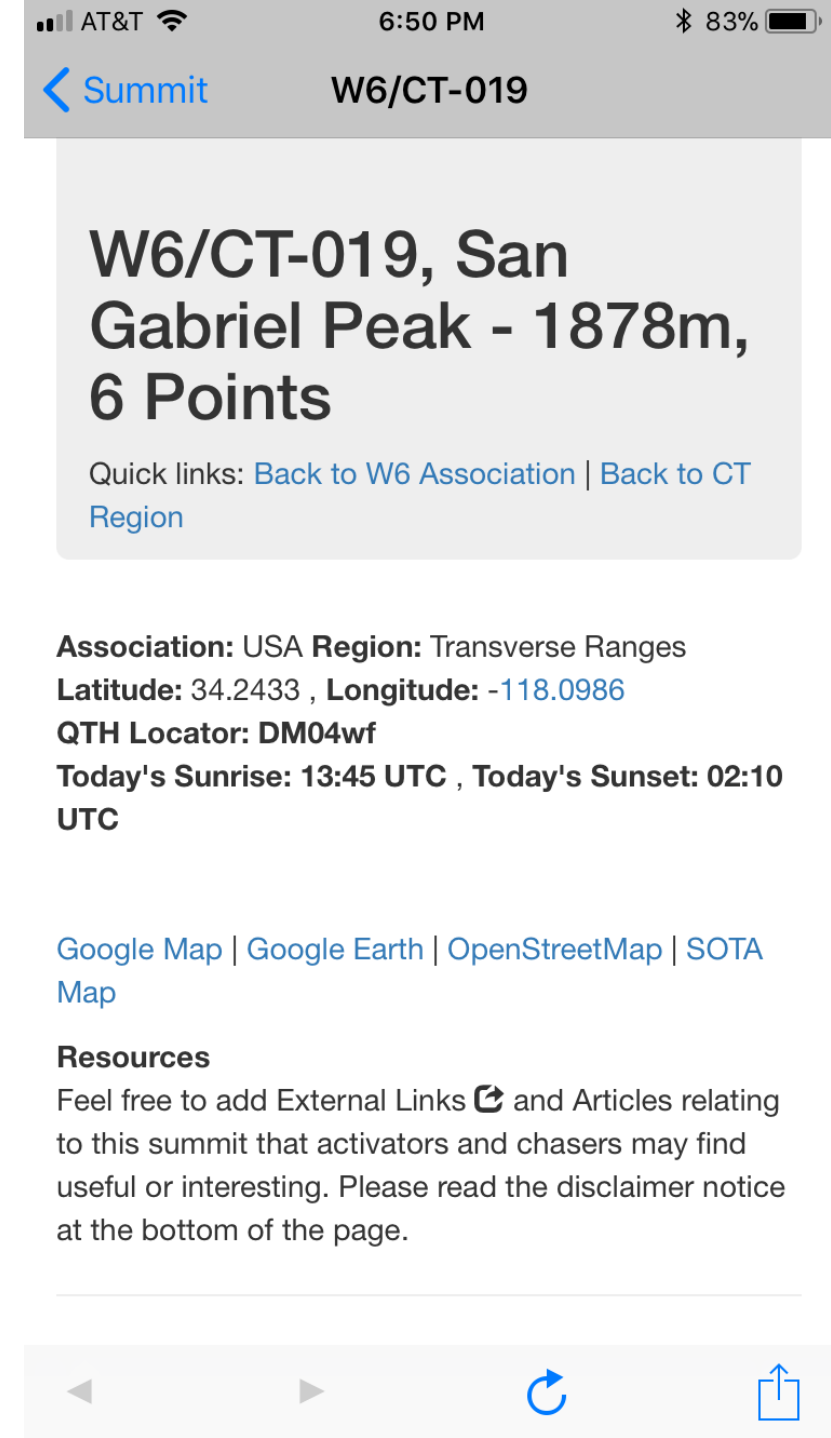 AT&T 6:50 PM 83%
Summit W6/CT-019
W6/CT-019, San
Gabriel Peak - 1878m,
6 Points
Quick links: Back to W6 Association | Back to CT
Region
Association: USA Region: Transverse Ranges
Latitude: 34.2433 , Longitude: -118.0986
QTH Locator: DM04wf
Today's Sunrise: 13:45 UTC , Today's Sunset: 02:10
UTC
Google Map | Google Earth | OpenStreetMap | SOTA
Map
Resources
Feel free to add External Links and Articles relating
to this summit that activators and chasers may find
useful or interesting. Please read the disclaimer notice
at the bottom of the page.